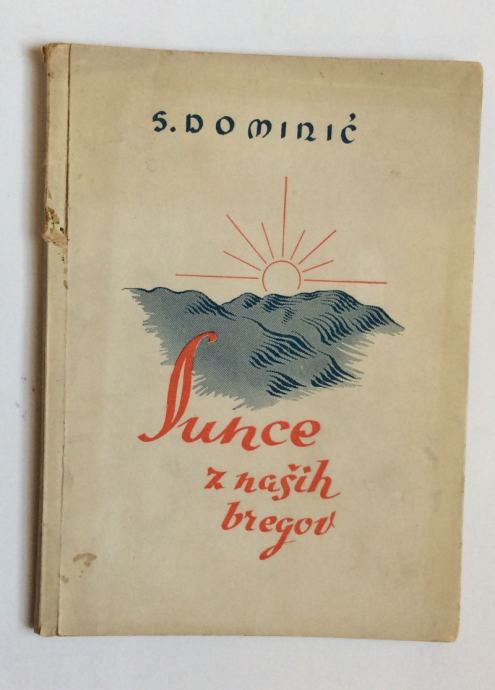 S. DOMINIĆ
Sunce
z naših
bregov